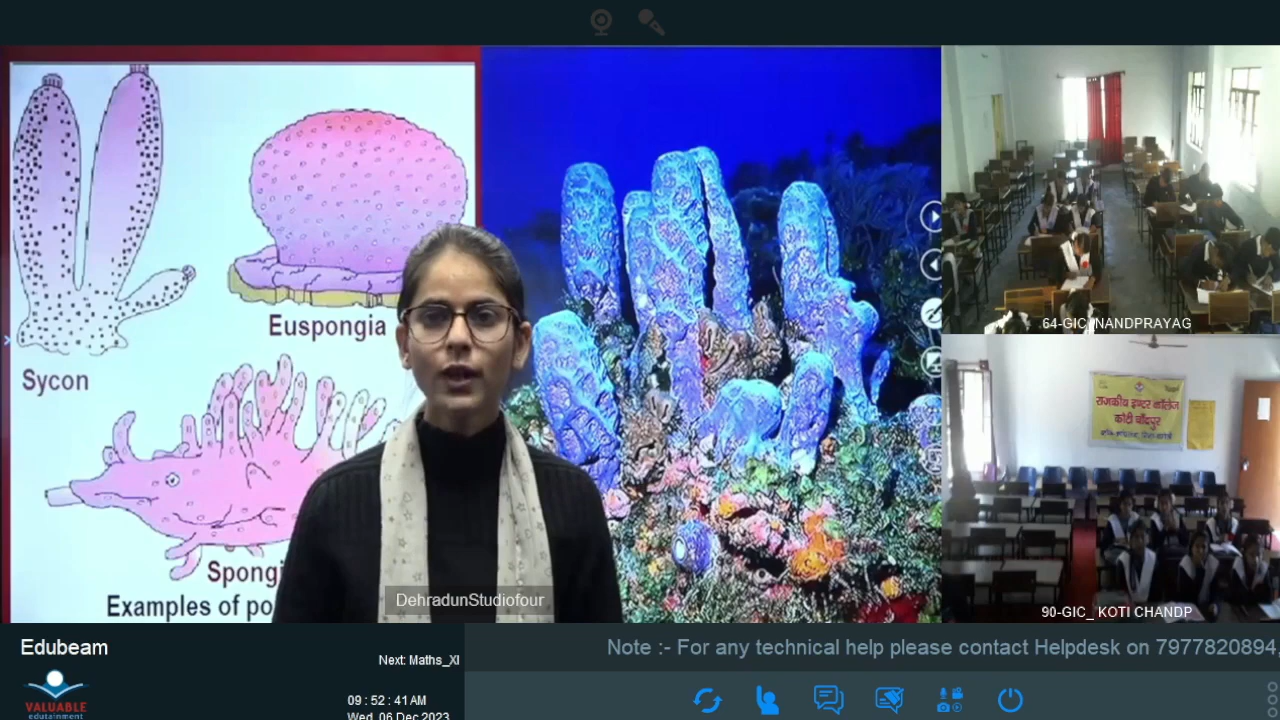 Sycon
Euspongia
Spongi
Examples of po
DehradunStudiofour
64-GIC_NANDPRAYAG
राजकीय इण्टर कॉलेज
कोटी चाँदपुर
90-GIC_ KOTI CHANDP
Edubeam
Next: Maths_XI
Note :- For any technical help please contact Helpdesk on 7977820894,
VALUABLE
edutainment
09 : 52 : 41 AM
Wed, 06 Dec 2023